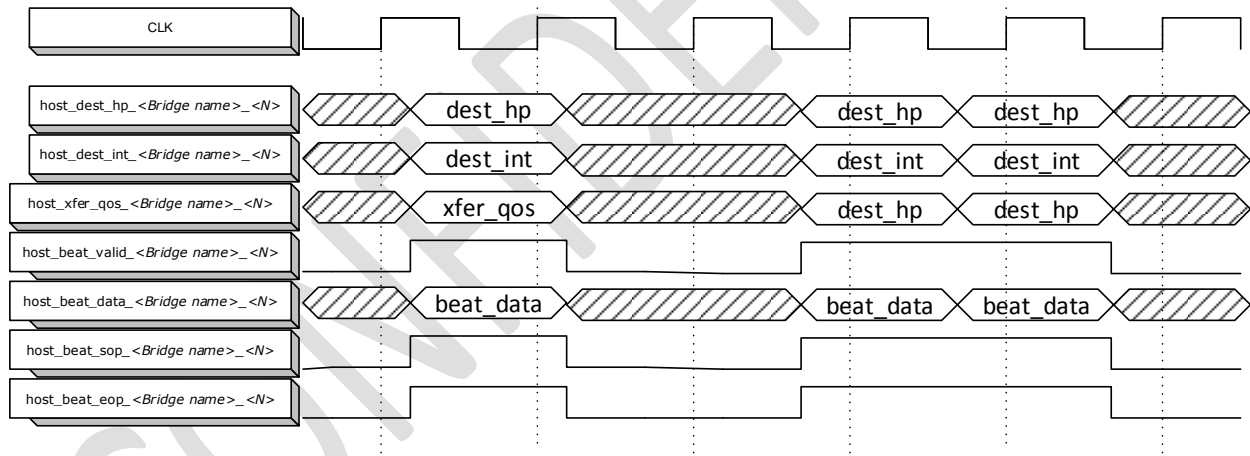 CLK
host_dest_hp_<Bridge name>_<N>
dest_hp
dest_hp
dest_hp
host_dest_int_<Bridge name>_<N>
dest_int
dest_int
dest_int
host_xfer_qos_<Bridge name>_<N>
xfer_qos
dest_hp
dest_hp
host_beat_valid_<Bridge name>_<N>
host_beat_data_<Bridge name>_<N>
beat_data
beat_data
beat_data
host_beat_sop_<Bridge name>_<N>
host_beat_eop_<Bridge name>_<N>